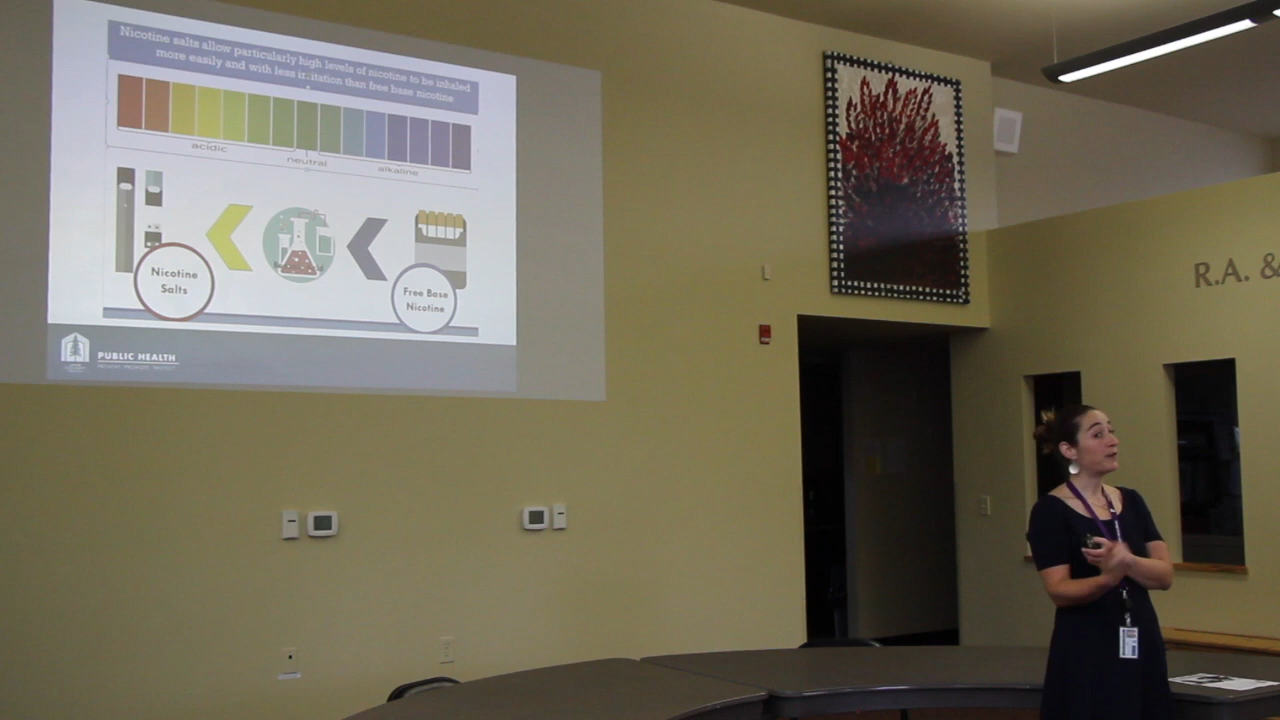 Nicotine salts allow particularly high levels of nicotine to be inhaled
more easily and with less irritation than free base nicotine
acidic
neutral
alkaline
Nicotine
Salts
Free Base
Nicotine
PUBLIC HEALTH
R.A. &